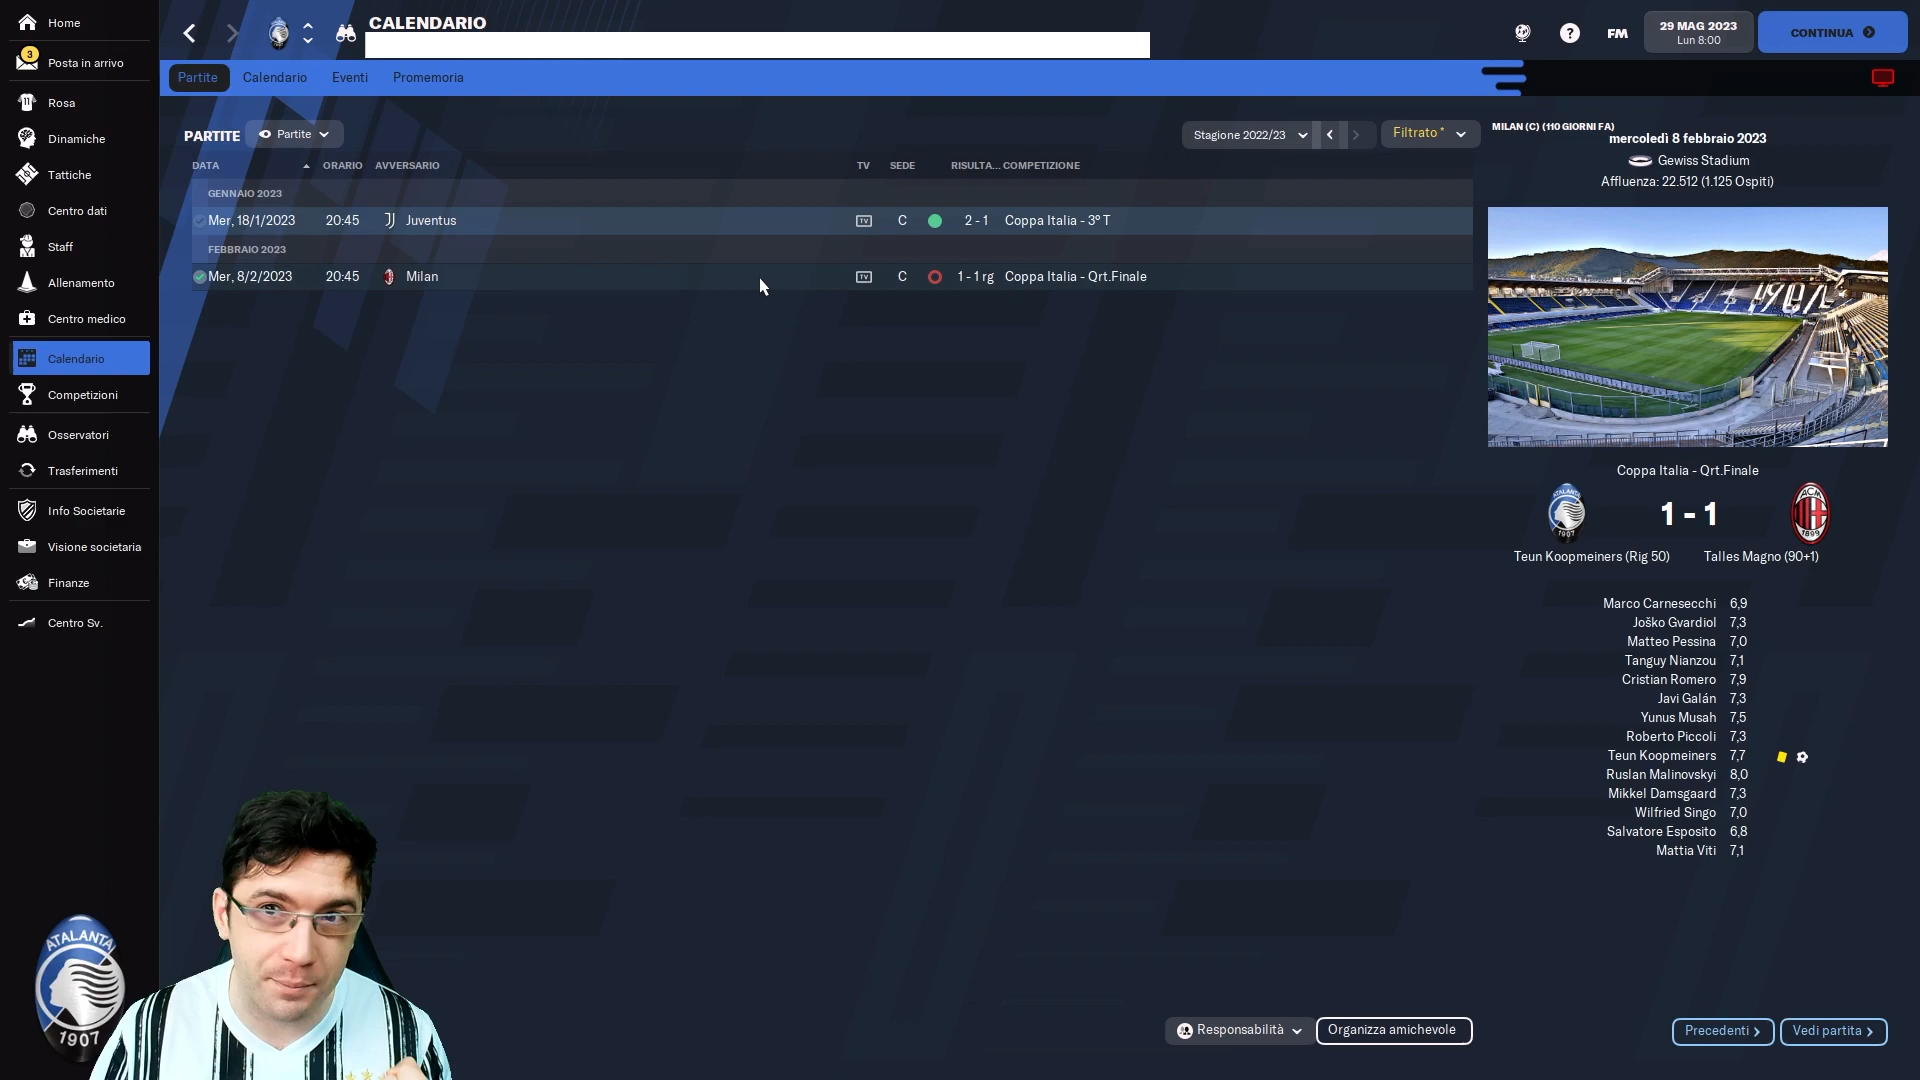 Home
3
Posta in arrivo
Rosa
Dinamiche
Tattiche
Centro dati
Staff
Allenamento
Centro medico
Calendario
Competizioni
Osservatori
Trasferimenti
Info Societarie
Visione societaria
Finanze
Centro Sv.
ATALANTA
1907
CALENDARIO
FM
29 MAG 2023
Lun 8:00
CONTINUA
Partite
Calendario
Eventi
Promemoria
PARTITE
Partite
Stagione 2022/23
Filtrato *
DATA ORARIO AVVERSARIO TV SEDE RISULTA... COMPETIZIONE
GENNAIO 2023
Mer, 18/1/2023 20:45 Juventus TV C 2 - 1 Coppa Italia - 3º T
FEBBRAIO 2023
Mer, 8/2/2023 20:45 Milan TV C 1 - 1 rg Coppa Italia - Qrt.Finale
Responsabilità
Organizza amichevole
MILAN (C) (110 GIORNI FA)
mercoledì 8 febbraio 2023
Gewiss Stadium
Affluenza: 22.512 (1.125 Ospiti)
Coppa Italia - Qrt.Finale
ATALANTA
1907
1 - 1
ACM
1899
Teun Koopmeiners (Rig 50)
Talles Magno (90+1)
Marco Carnesecchi 6,9
Joško Gvardiol 7,3
Matteo Pessina 7,0
Tanguy Nianzou 7,1
Cristian Romero 7,9
Javi Galán 7,3
Yunus Musah 7,5
Roberto Piccoli 7,3
Teun Koopmeiners 7,7
Ruslan Malinovskyi 8,0
Mikkel Damsgaard 7,3
Wilfried Singo 7,0
Salvatore Esposito 6,8
Mattia Viti 7,1
Precedenti
Vedi partita